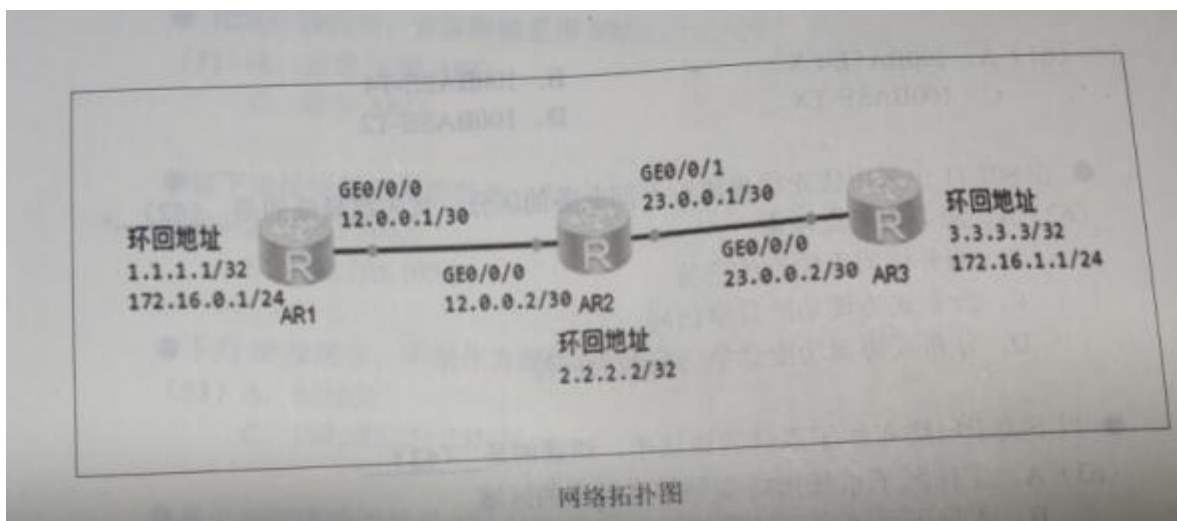 GE0/0/0
12.0.0.1/30
GE0/0/1
23.0.0.1/30
环回地址
1.1.1.1/32
172.16.0.1/24
AR1
R
GE0/0/0
12.0.0.2/30
AR2
R
环回地址
2.2.2.2/32
GE0/0/0
23.0.0.2/30
AR3
R
环回地址
3.3.3.3/32
172.16.1.1/24
网络拓扑图